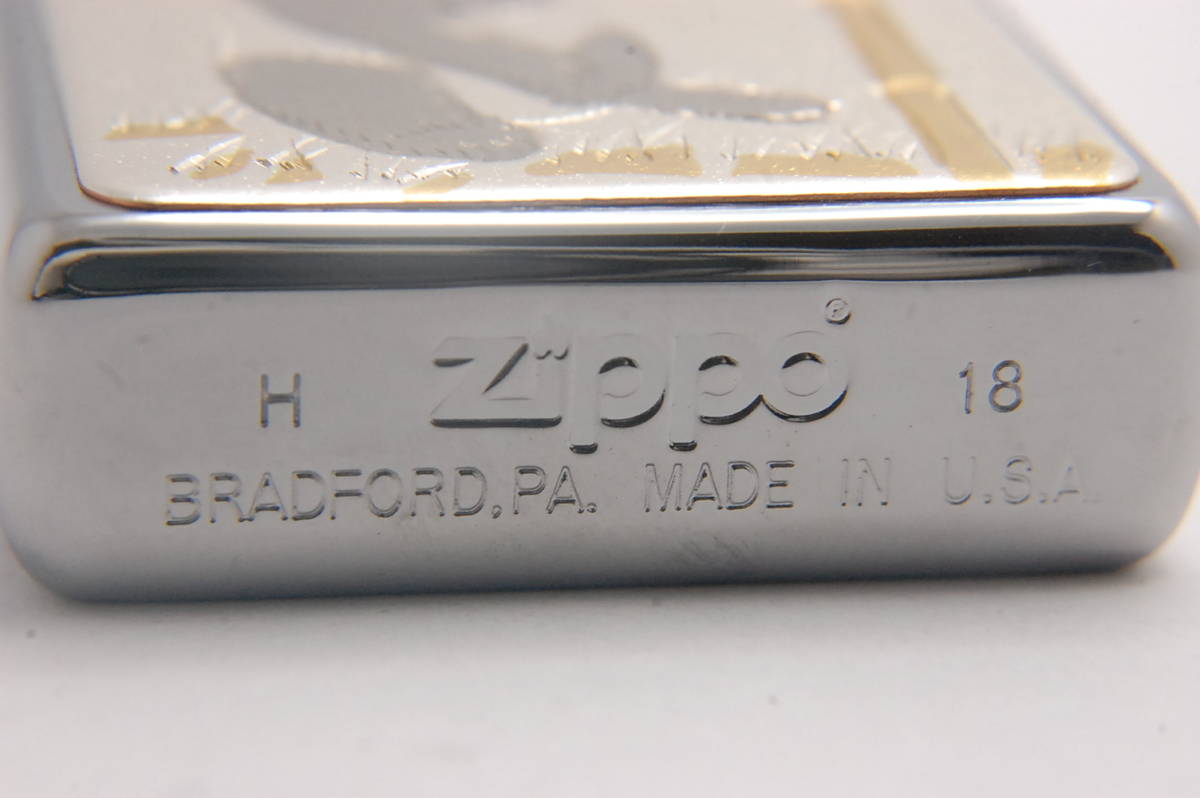 H Zippo® 18
BRADFORD, PA. MADE IN U.S.A.